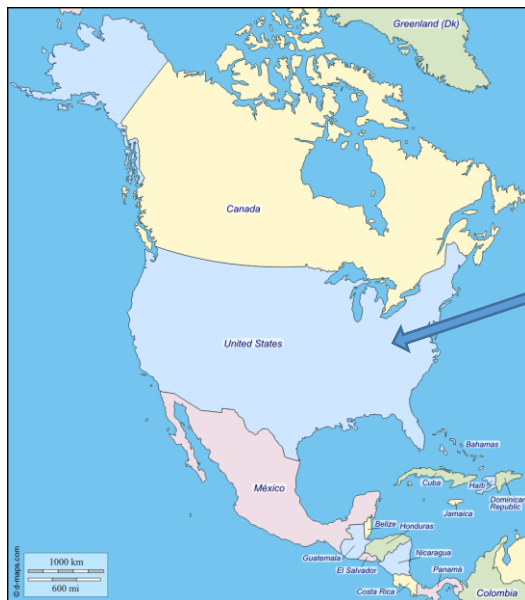 Greenland (Dk)
Canada
United States
Bahamas
México
Cuba
Haiti
Dominican
Republic
Jamaica
Belize
Honduras
Guatemala
Nicaragua
El Salvador
Panamá
Costa Rica
Colombia
1000 km
600 mi
© d-maps.com